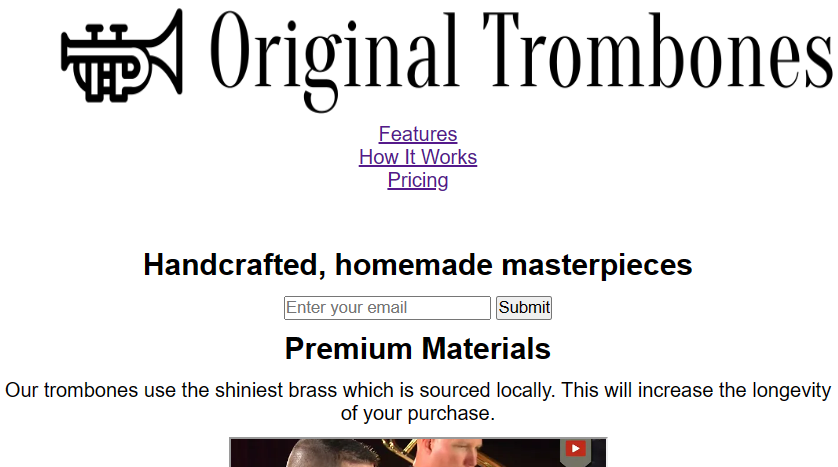 Original Trombones
Features
How It Works
Pricing
Handcrafted, homemade masterpieces
Enter your email Submit
Premium Materials
Our trombones use the shiniest brass which is sourced locally. This will increase the longevity
of your purchase.